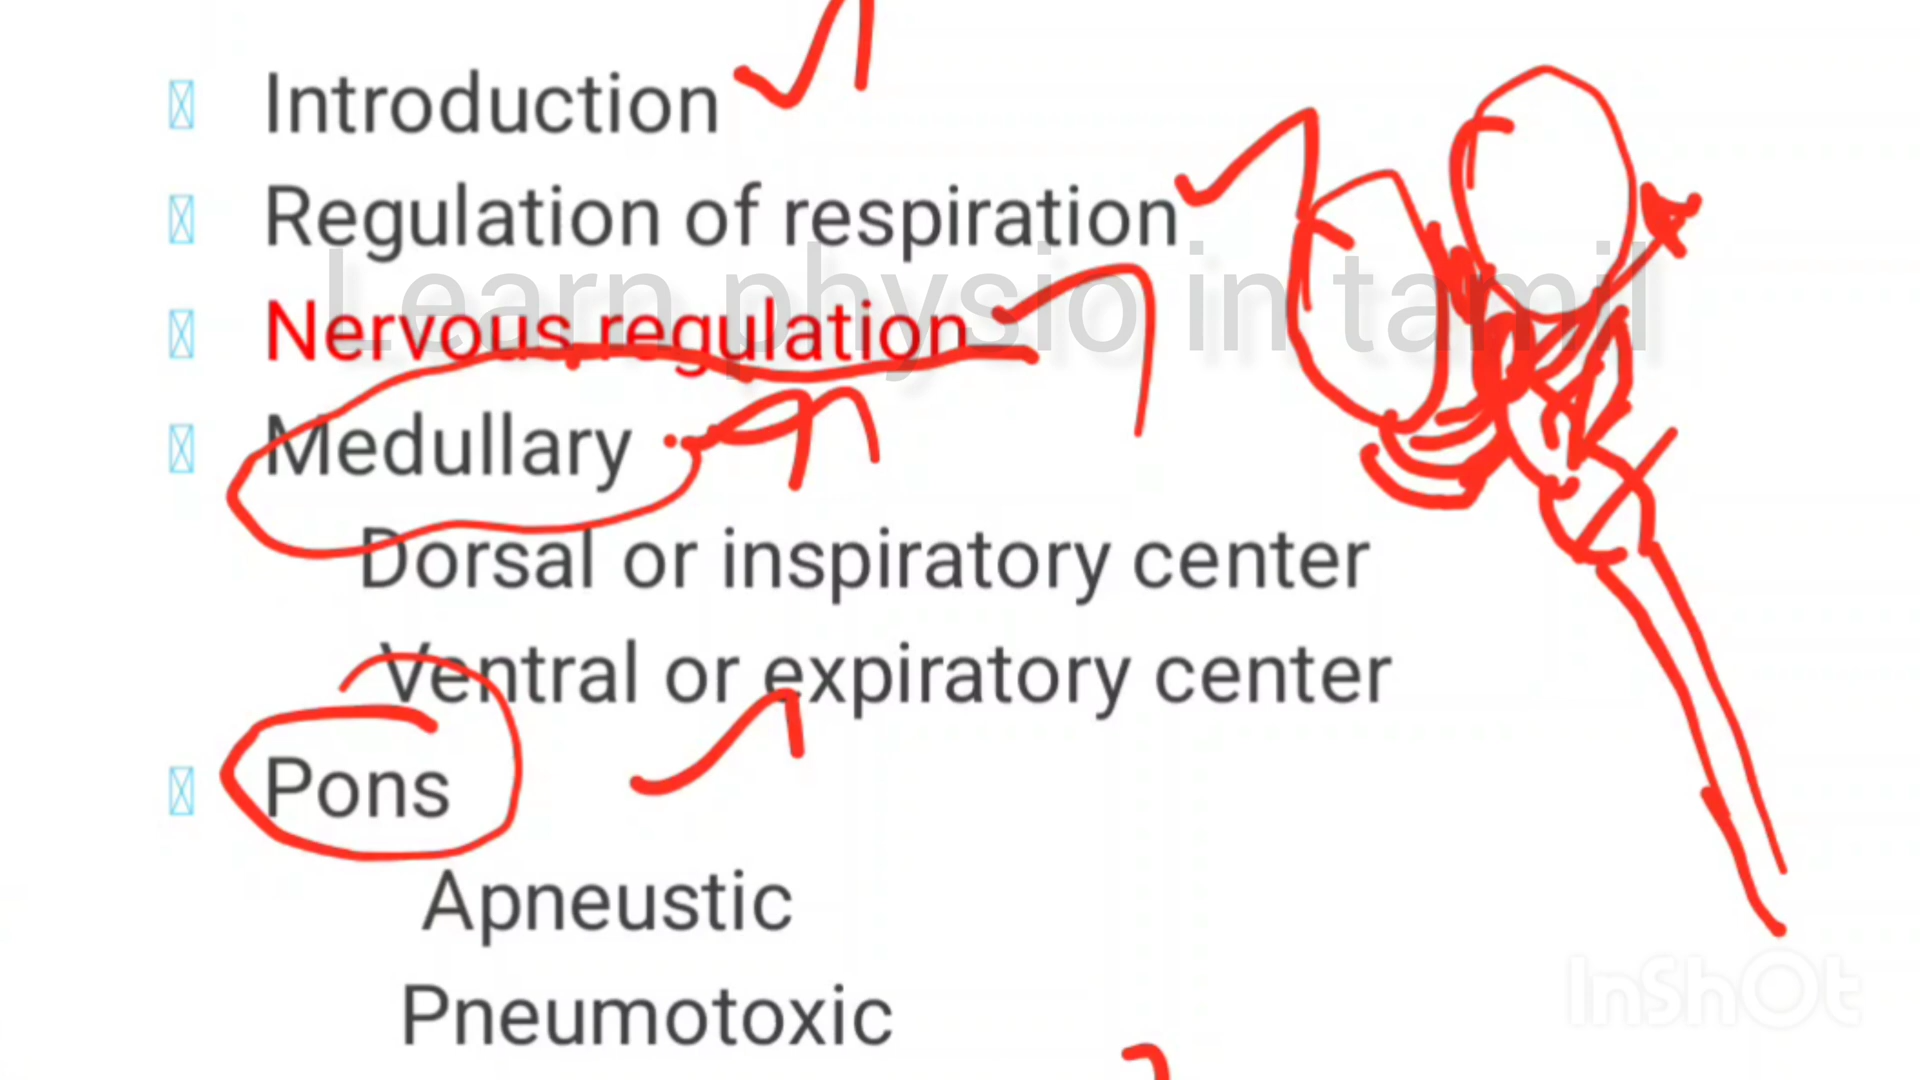 Introduction
Regulation of respiration
Learn physio in tamil
Nervous regulation
Medullary
Dorsal or inspiratory center
Ventral or expiratory center
Pons
Apneustic
Pneumotoxic
InShOt